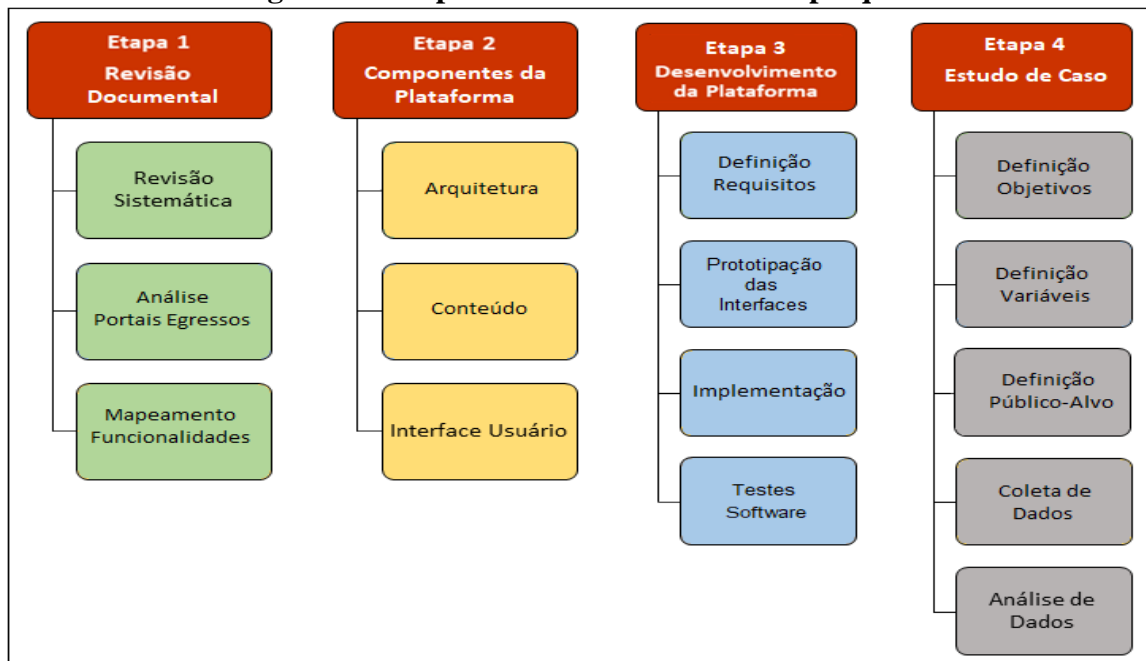 Etapa 1
Revisão
Documental
Revisão
Sistemática
Análise
Portais Egressos
Mapeamento
Funcionalidades
Etapa 2
Componentes da
Plataforma
Arquitetura
Conteúdo
Interface Usuário
Etapa 3
Desenvolvimento
da Plataforma
Definição
Requisitos
Prototipação
das
Interfaces
Implementação
Testes
Software
Etapa 4
Estudo de Caso
Definição
Objetivos
Definição
Variáveis
Definição
Público-Alvo
Coleta de
Dados
Análise de
Dados